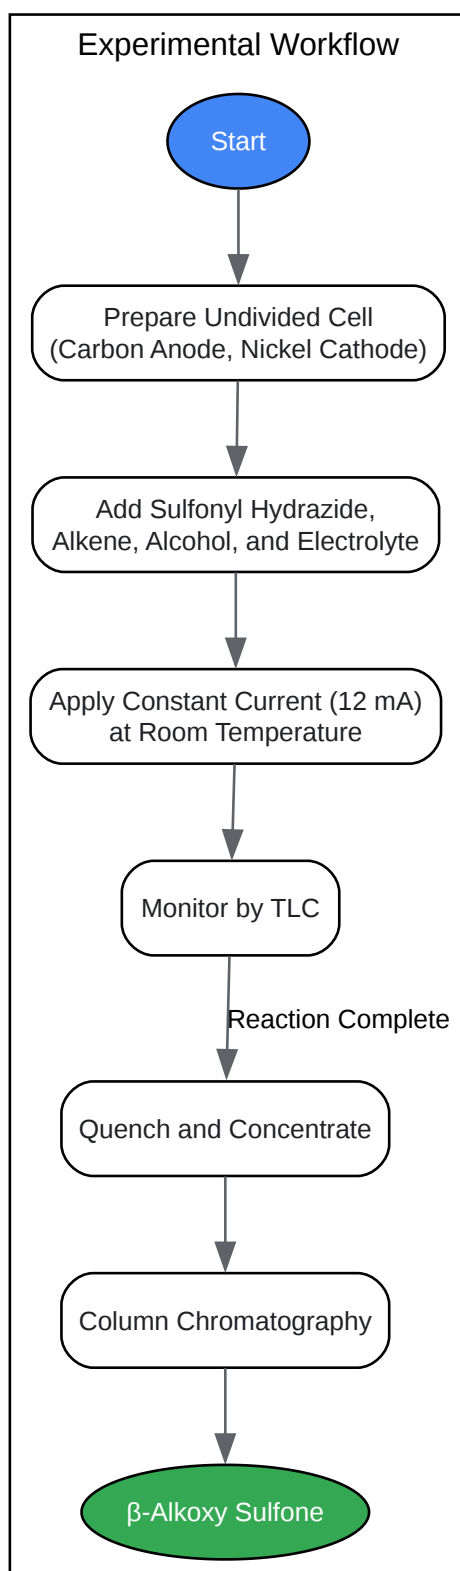 Experimental Workflow
Start
Prepare Undivided Cell
(Carbon Anode, Nickel Cathode)
Add Sulfonyl Hydrazide,
Alkene, Alcohol, and Electrolyte
Apply Constant Current (12 mA)
at Room Temperature
Monitor by TLC
Reaction Complete
Quench and Concentrate
Column Chromatography
β-Alkoxy Sulfone